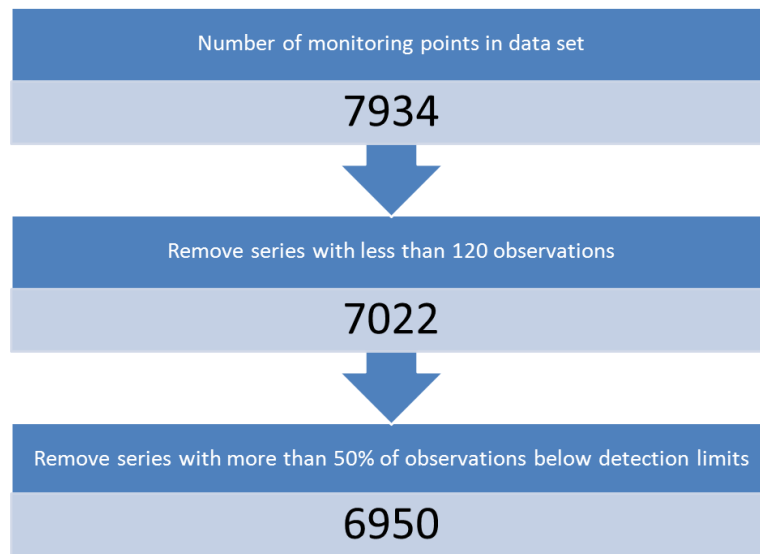 Number of monitoring points in data set
7934
Remove series with less than 120 observations
7022
Remove series with more than 50% of observations below detection limits
6950